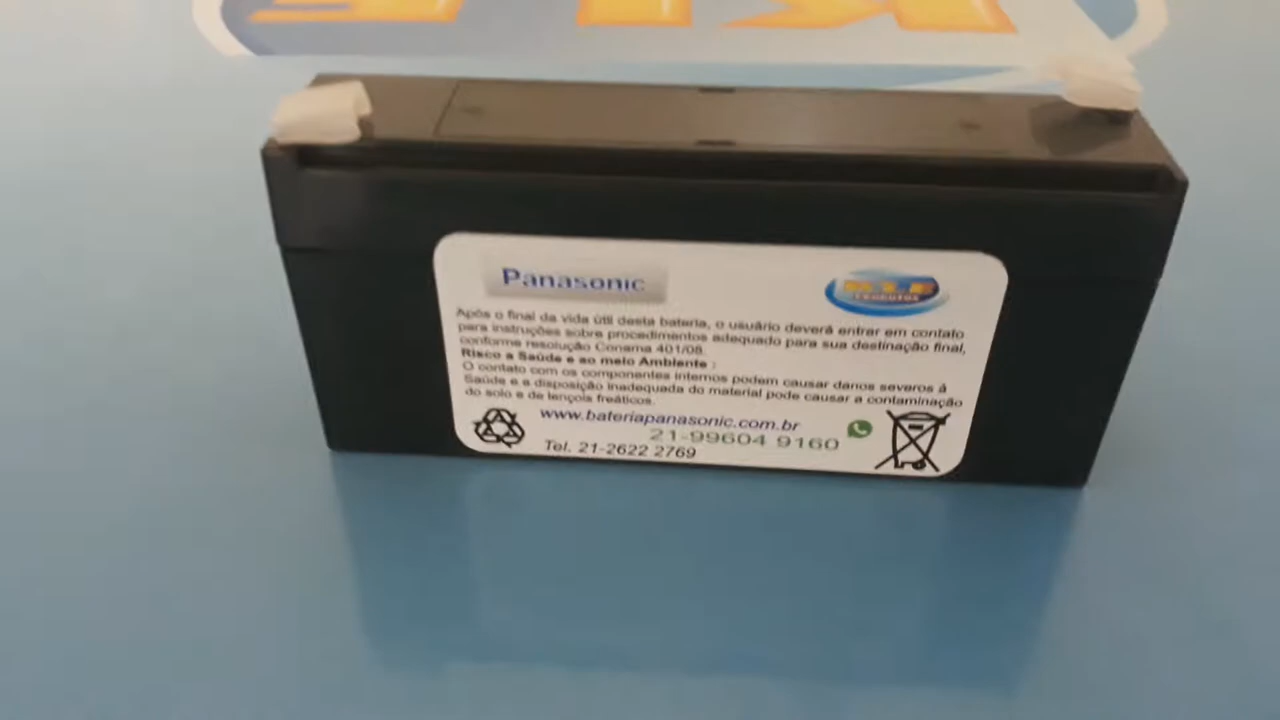 Panasonic
Após o final da vida útil desta bateria, o usuário deverá entrar em contato
para instruções sobre procedimentos adequado para sua destinação final,
conforme resolução Conama 401/08.
Risco a Saúde e ao meio Ambiente :
O contato com os componentes internos podem causar danos severos à
Saúde e a disposição inadequada do material pode causar a contaminação
do solo e de lençois freáticos.
www.bateriapanasonic.com.br
21-99604 9160
Tel. 21-2622 2769